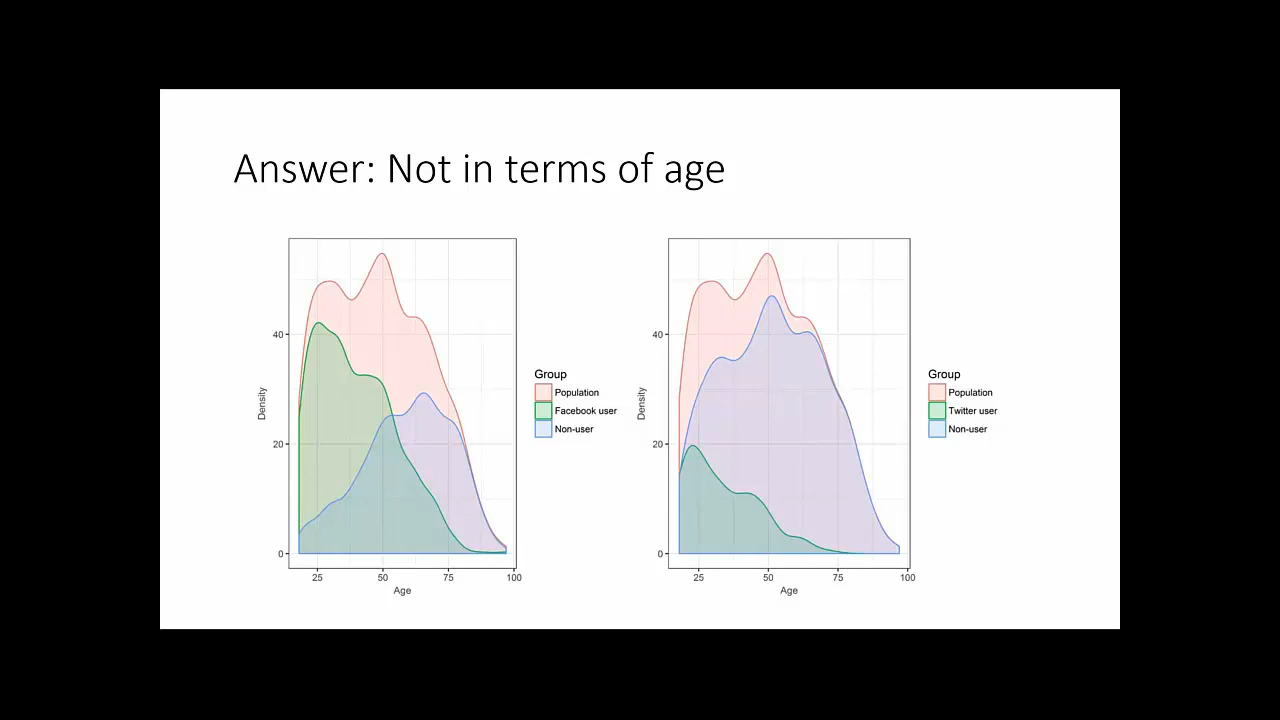 Answer: Not in terms of age
Density
40
20
0
25 50 75 100
Age
Group
Population
Facebook user
Non-user
Density
40
20
0
25 50 75 100
Age
Group
Population
Twitter user
Non-user